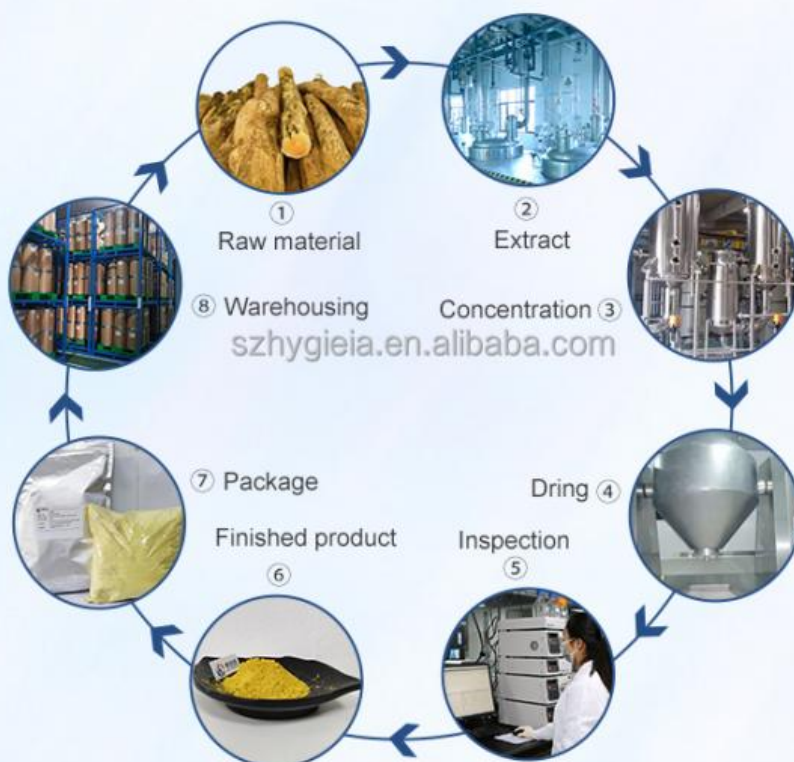 ①
Raw material
②
Extract
Concentration ③
Dring ④
Inspection
⑤
Finished product
⑥
⑦ Package
⑧ Warehousing
szhygieia.en.alibaba.com